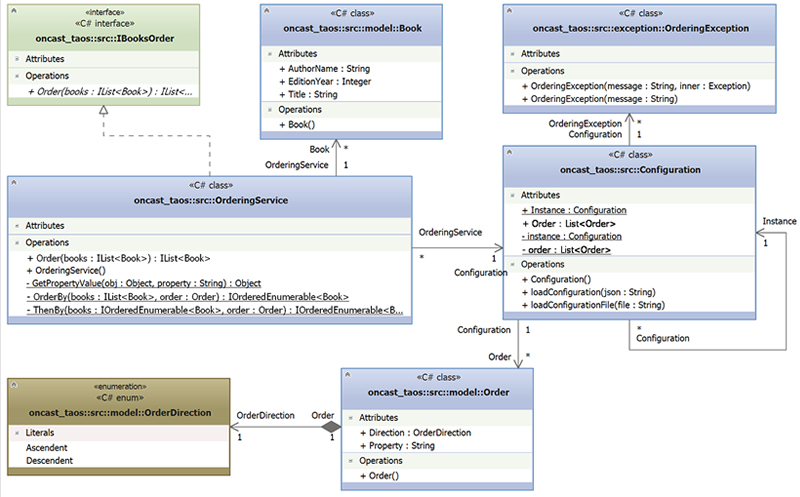 «interface»
«C# interface»
oncast_taos::src::IBooksOrder
Attributes
Operations
+ Order(books : IList<Book>) : IList<...
«C# class»
oncast_taos::src::model::Book
Attributes
+ AuthorName : String
+ EditionYear : Integer
+ Title : String
Operations
+ Book()
«C# class»
oncast_taos::src::exception::OrderingException
Attributes
Operations
+ OrderingException(message : String, inner : Exception)
+ OrderingException(message : String)
OrderingException *
Configuration 1
Book *
OrderingService 1
«C# class»
oncast_taos::src::OrderingService
Attributes
Operations
+ Order(books : IList<Book>) : IList<Book>
+ OrderingService()
- GetPropertyValue(obj : Object, property : String) : Object
- OrderBy(books : IList<Book>, order : Order) : IOrderedEnumerable<Book>
- ThenBy(books : IOrderedEnumerable<Book>, order : Order) : IOrderedEnumerable<B...
OrderingService
* 1
Configuration
«C# class»
oncast_taos::src::Configuration
Attributes
+ Instance : Configuration
+ Order : List<Order>
- instance : Configuration
- order : List<Order>
Operations
+ Configuration()
+ loadConfiguration(json : String)
+ loadConfigurationFile(file : String)
Instance
1
*
Configuration
Configuration 1
Order *
«enumeration»
«C# enum»
oncast_taos::src::model::OrderDirection
Literals
Ascendent
Descendent
OrderDirection Order
1 1
«C# class»
oncast_taos::src::model::Order
Attributes
+ Direction : OrderDirection
+ Property : String
Operations
+ Order()